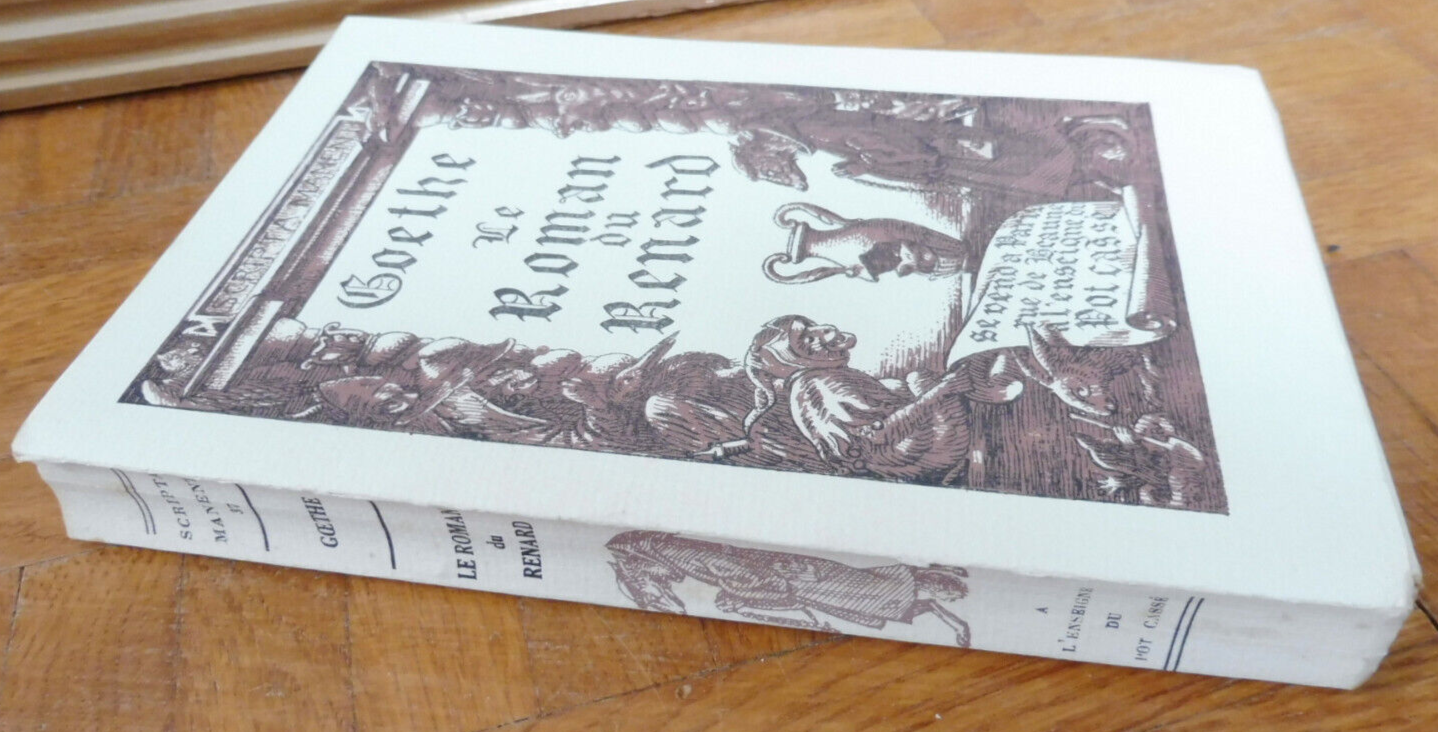 SCRIPTA MANENT
Goethe
Le
Roman
du
Renard
Se vend à Paris
Rue de Beaune
à l'enseigne du
Pot cassé
SCRIPTA
MANENT
37
GŒTHE
LE ROMAN
du
RENARD
A
L'ENSEIGNE
DU
POT CASSÉ